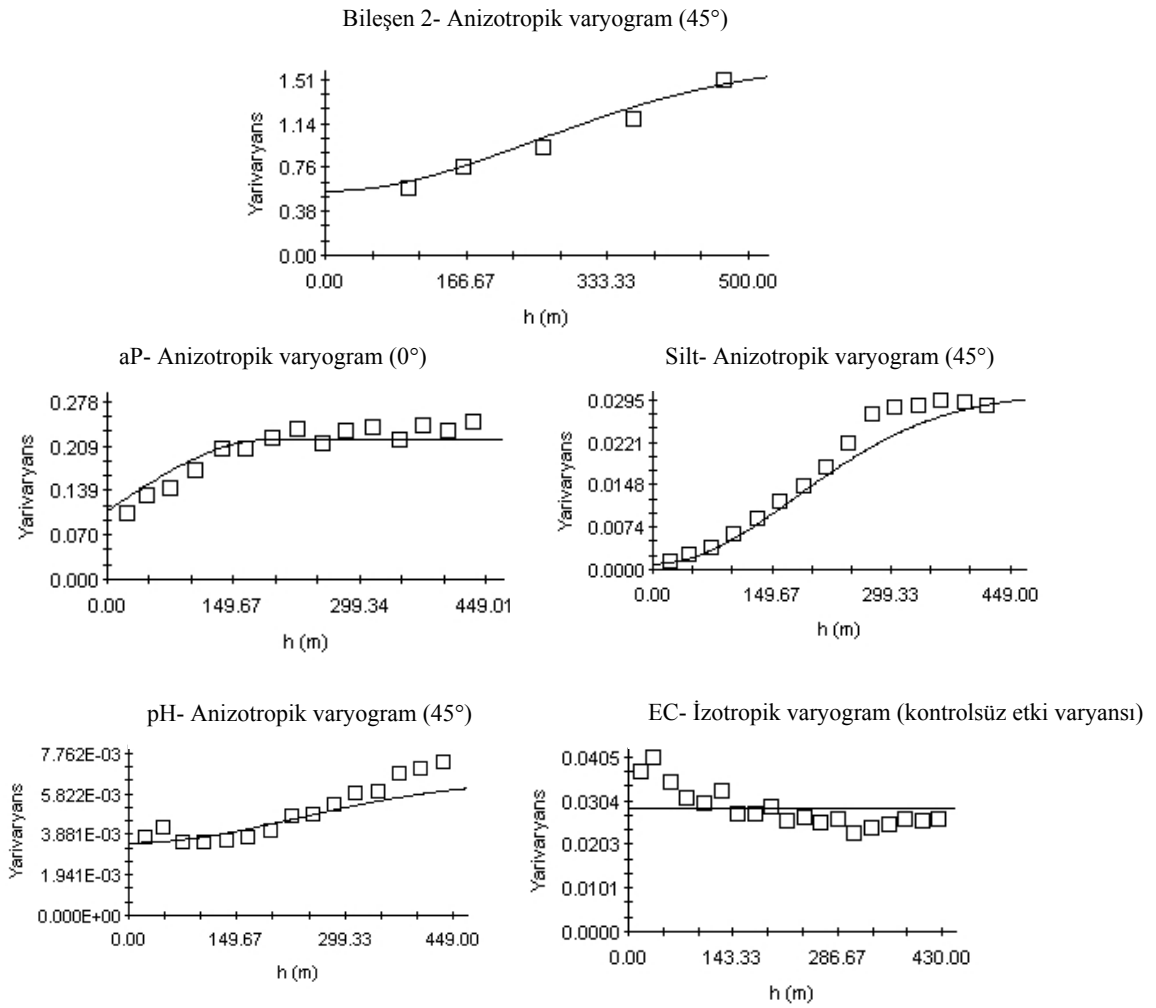 Bileşen 2- Anizotropik varyogram (45°)
Yarivaryans
1.51
1.14
0.76
0.38
0.00
0.00 166.67 333.33 500.00
h (m)
aP- Anizotropik varyogram (0°)
Yarivaryans
0.278
0.209
0.139
0.070
0.000
0.00 149.67 299.34 449.01
h (m)
Silt- Anizotropik varyogram (45°)
Yarivaryans
0.0295
0.0221
0.0148
0.0074
0.0000
0.00 149.67 299.33 449.00
h (m)
pH- Anizotropik varyogram (45°)
Yarivaryans
7.762E-03
5.822E-03
3.881E-03
1.941E-03
0.000E+00
0.00 149.67 299.33 449.00
h (m)
EC- İzotropik varyogram (kontrolsüz etki varyansı)
Yarivaryans
0.0405
0.0304
0.0203
0.0101
0.0000
0.00 143.33 286.67 430.00
h (m)